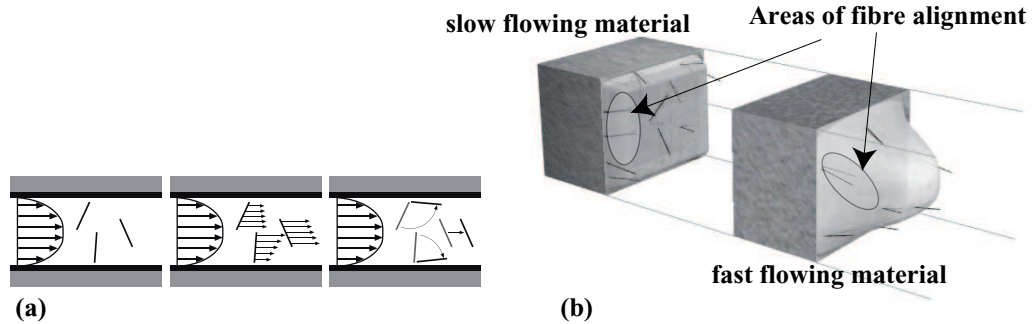 Areas of fibre alignment
slow flowing material
fast flowing material
(a)
(b)